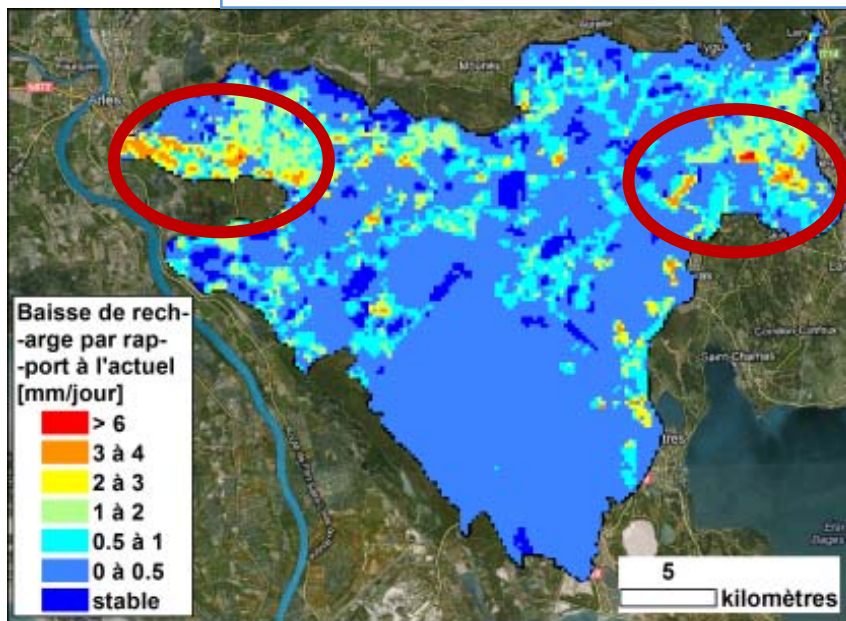 Arles
Mouriès
Saint-Chamas
Baisse de rech-
-arge par rap-
-port à l'actuel
[mm/jour]
> 6
3 à 4
2 à 3
1 à 2
0.5 à 1
0 à 0.5
stable
5
kilomètres